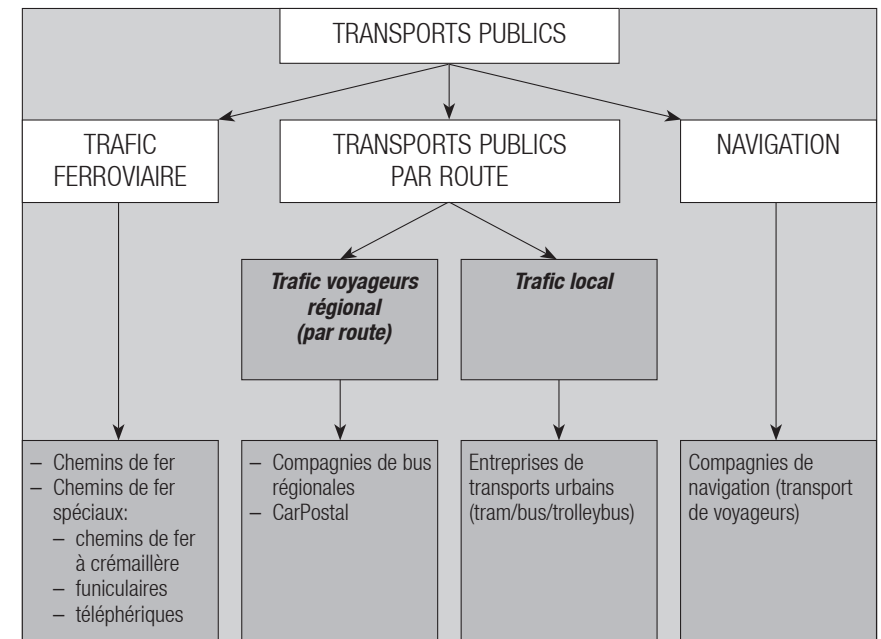 TRANSPORTS PUBLICS
TRAFIC
FERROVIAIRE
TRANSPORTS PUBLICS
PAR ROUTE
NAVIGATION
Trafic voyageurs
régional
(par route)
Trafic local
– Chemins de fer
– Chemins de fer
spéciaux:
– chemins de fer
à crémaillère
– funiculaires
– téléphériques
– Compagnies de bus
régionales
– CarPostal
Entreprises de
transports urbains
(tram/bus/trolleybus)
Compagnies de
navigation (transport
de voyageurs)